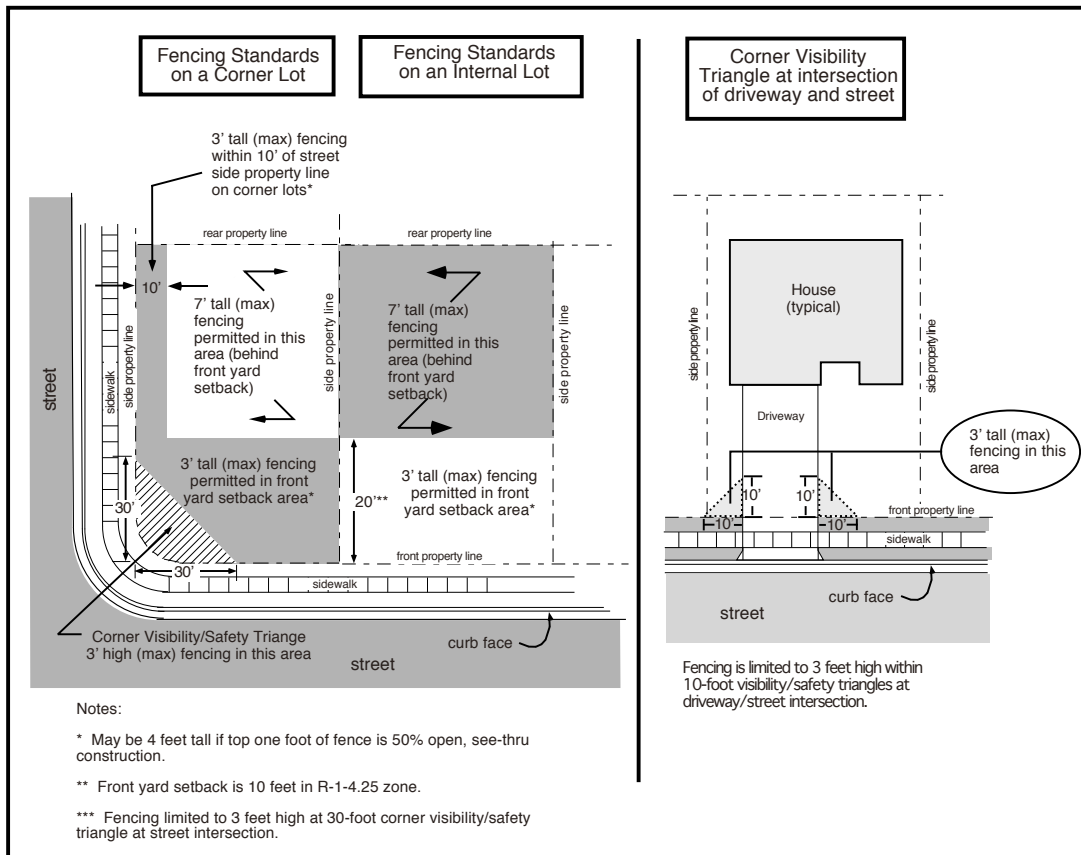 Fencing Standards
on a Corner Lot
Fencing Standards
on an Internal Lot
3’ tall (max) fencing
within 10’ of street
side property line
on corner lots*
rear property line
rear property line
10’
7’ tall (max)
fencing
permitted in this
area (behind
front yard
setback)
7’ tall (max)
fencing
permitted in this
area (behind
front yard
setback)
side property line
side property line
side property line
sidewalk
street
3’ tall (max) fencing
permitted in front
yard setback area*
20’**
3’ tall (max) fencing
permitted in front
yard setback area*
30’
30’
front property line
sidewalk
Corner Visibility/Safety Triange
3’ high (max) fencing in this area
street
curb face
Notes:
* May be 4 feet tall if top one foot of fence is 50% open, see-thru
construction.
** Front yard setback is 10 feet in R-1-4.25 zone.
*** Fencing limited to 3 feet high at 30-foot corner visibility/safety
triangle at street intersection.
Corner Visibility
Triangle at intersection
of driveway and street
House
(typical)
side property line
side property line
Driveway
3’ tall (max)
fencing in this
area
10’
10’
10’
10’
front property line
sidewalk
curb face
street
Fencing is limited to 3 feet high within
10-foot visibility/safety triangles at
driveway/street intersection.